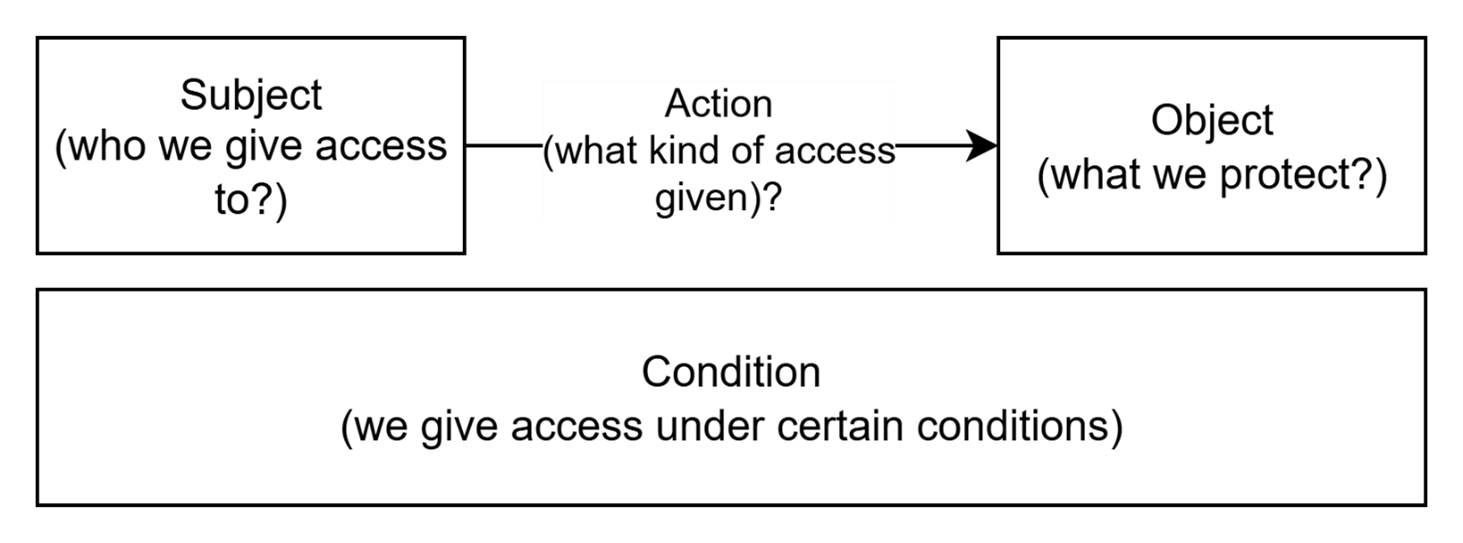 Subject
(who we give access
to?)
Action
(what kind of access
given)?
Object
(what we protect?)
Condition
(we give access under certain conditions)